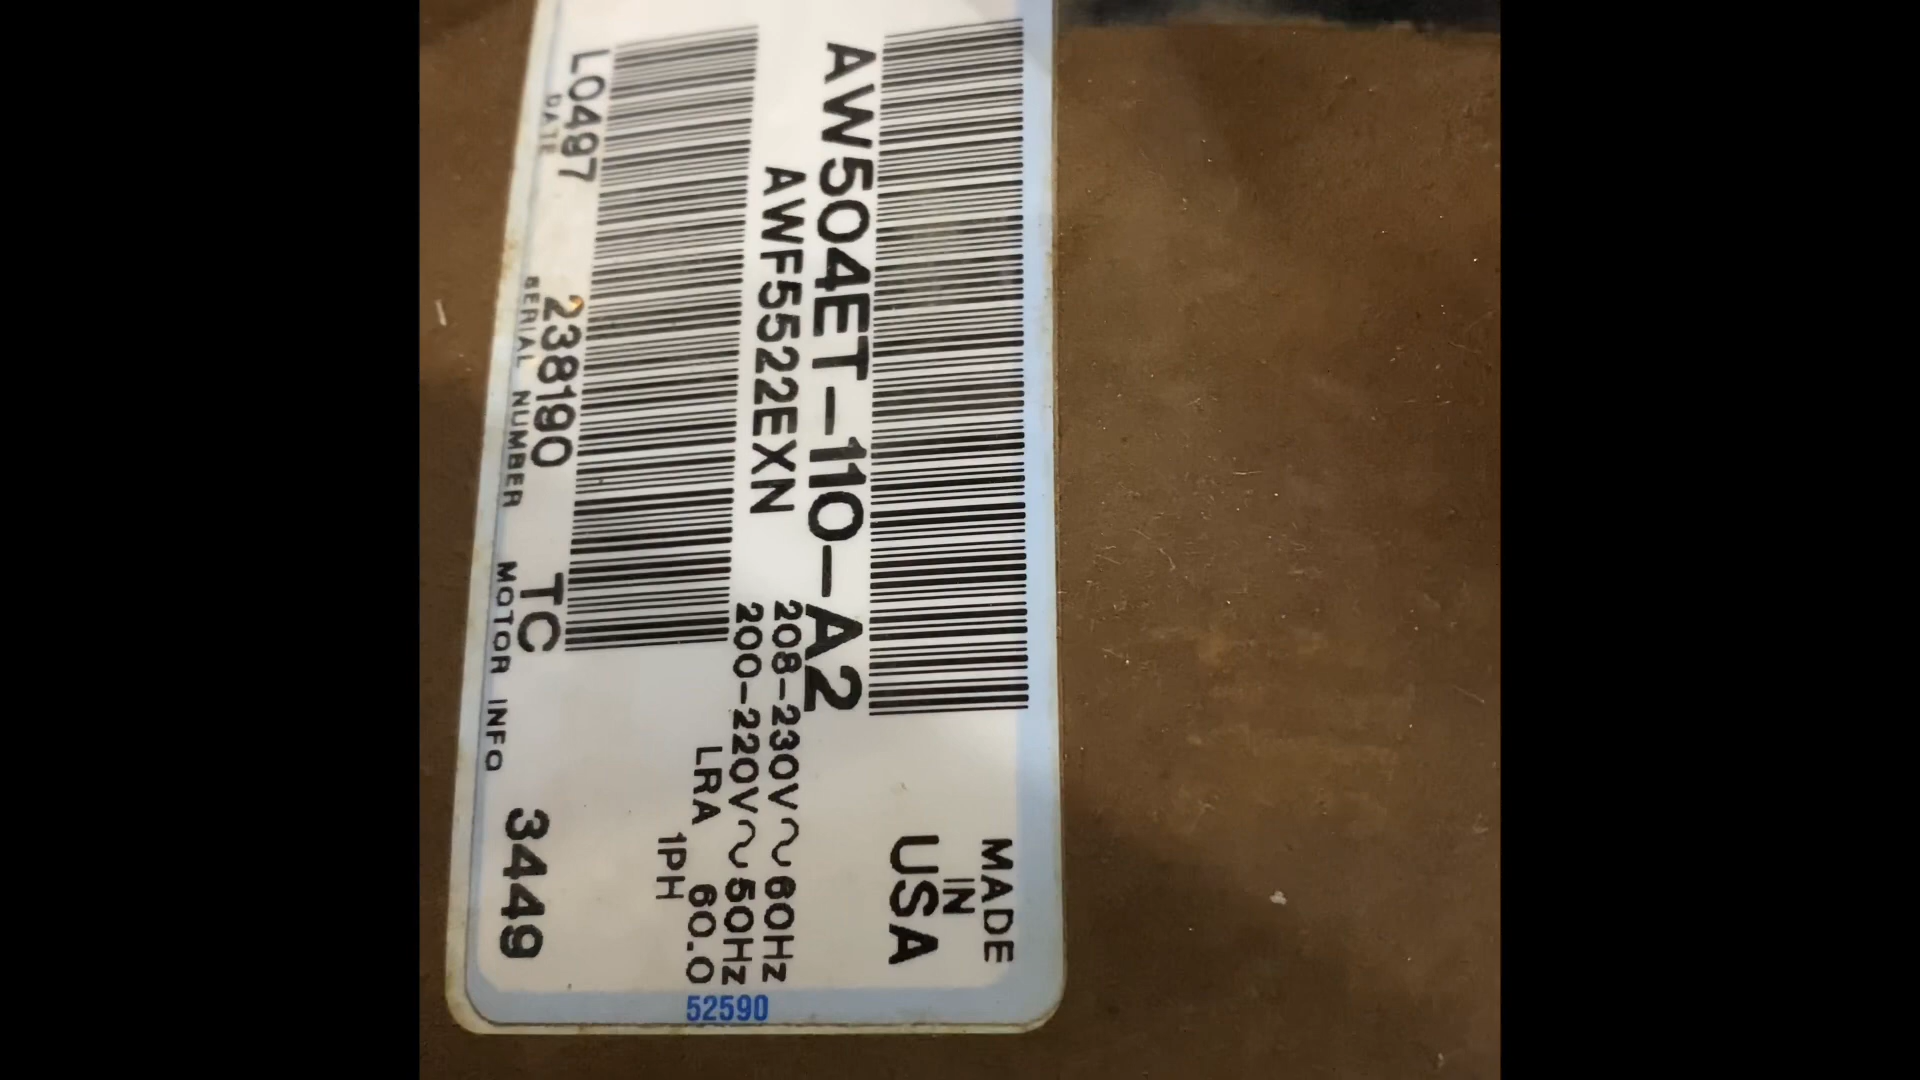 MADE
IN
USA
AW504ET-110-A2
AWF5522EXN
208-230V~60Hz
200-220V~50Hz
LRA 60.0
1PH
L0497 238190 TC 3449
DATE SERIAL NUMBER MOTOR INFO
52590